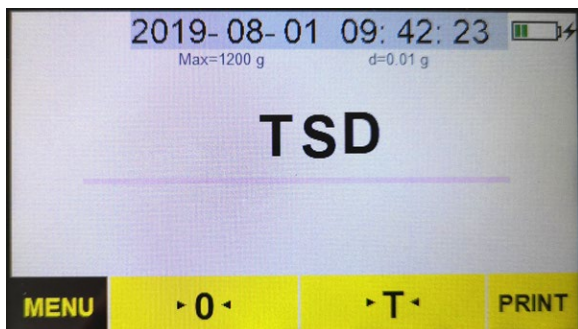 2019-08-01 09:42:23
Max=1200 g d=0.01 g
TSD
MENU ▸0◂ ▸T◂ PRINT